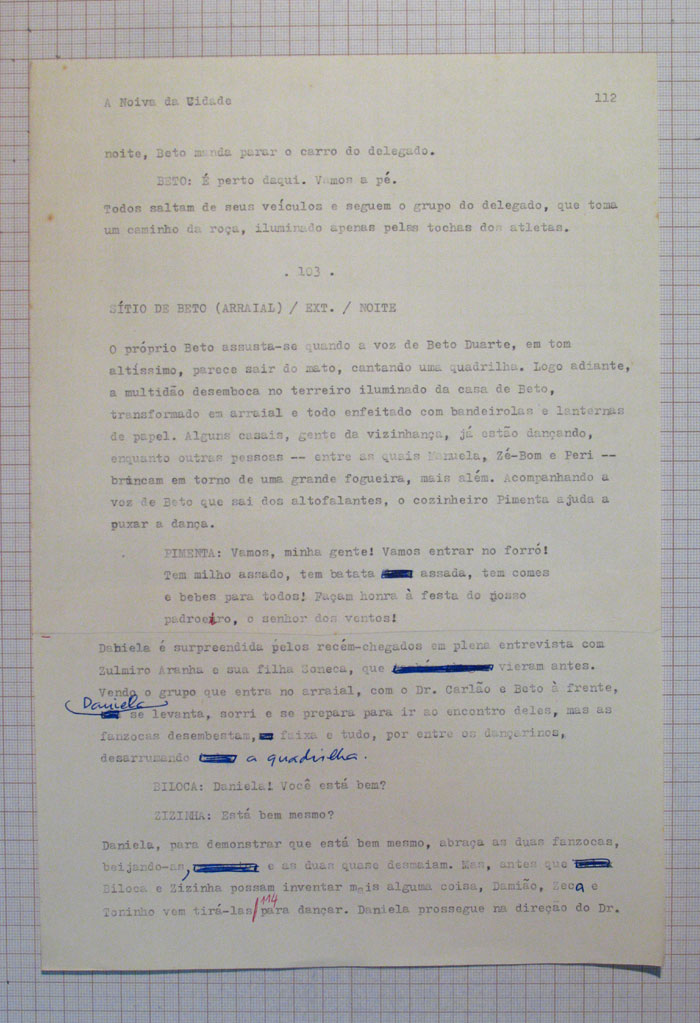 A Noiva da Cidade 112
noite, Beto manda parar o carro do delegado.
BETO: É perto daqui. Vamos a pé.
Todos saltam de seus veículos e seguem o grupo do delegado, que toma
um caminho da roça, iluminado apenas pelas tochas dos atletas.
. 103 .
SÍTIO DE BETO (ARRAIAL) / EXT. / NOITE
O próprio Beto assusta-se quando a voz de Beto Duarte, em tom
altíssimo, parece sair do mato, cantando uma quadrilha. Logo adiante,
a multidão desemboca no terreiro iluminado da casa de Beto,
transformado em arraial e todo enfeitado com bandeirolas e lanternas
de papel. Alguns casais, gente da vizinhança, já estão dançando,
enquanto outras pessoas -- entre as quais Manuela, Zé-Bom e Peri --
brincam em torno de uma grande fogueira, mais além. Acompanhando a
voz de Beto que sai dos altofalantes, o cozinheiro Pimenta ajuda a
puxar a dança.
PIMENTA: Vamos, minha gente! Vamos entrar no forró!
Tem milho assado, tem batata assada, tem comes
e bebes para todos! Façam honra à festa do nosso
padroeiro, o senhor dos ventos!
Daniela é surpreendida pelos recém-chegados em plena entrevista com
Zulmiro Aranha e sua filha Soneca, que vieram antes.
Vendo o grupo que entra no arraial, com o Dr. Carlão e Beto à frente,
Daniela se levanta, sorri e se prepara para ir ao encontro deles, mas as
fanzocas desembestam, faixa e tudo, por entre os dançarinos,
desarrumando a quadrilha.
BILOCA: Daniela! Você está bem?
ZIZINHA: Está bem mesmo?
Daniela, para demonstrar que está bem mesmo, abraça as duas fanzocas,
beijando-as, e as duas quase desmaiam. Mas, antes que
Biloca e Zizinha possam inventar mais alguma coisa, Damião, Zeca e
Toninho vem tirá-las/114 para dançar. Daniela prossegue na direção do Dr.